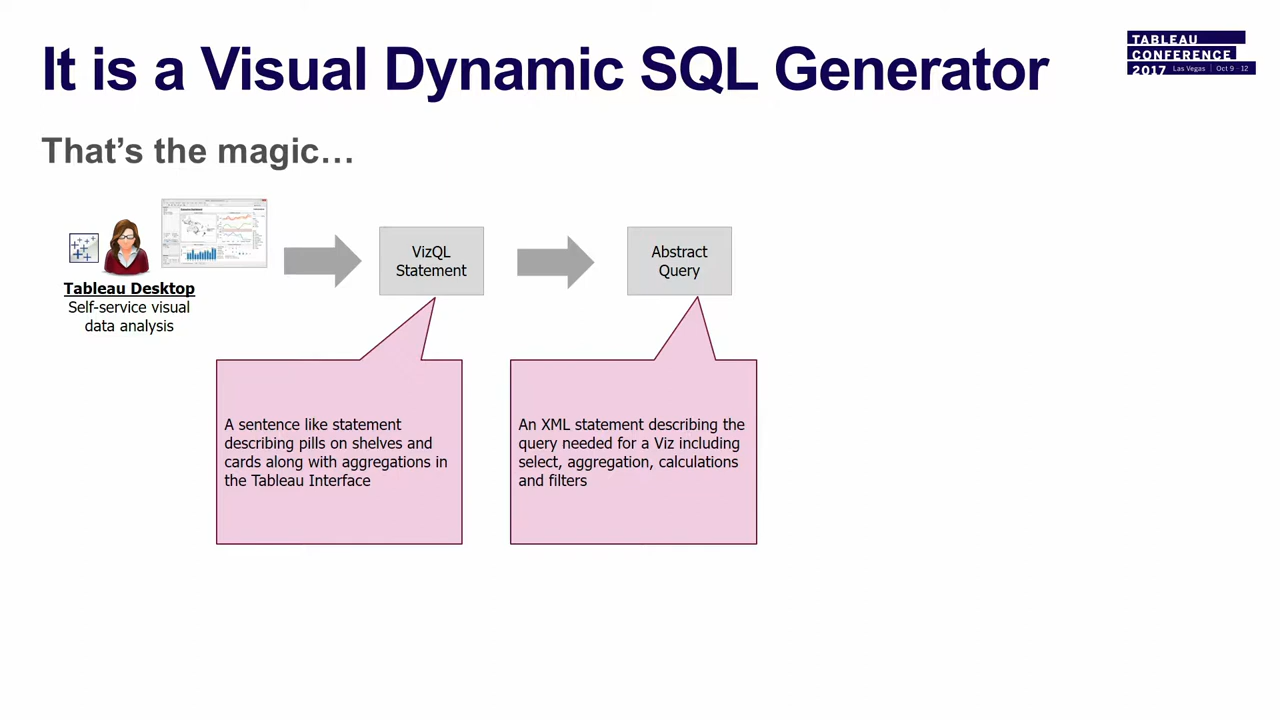 It is a Visual Dynamic SQL Generator
TABLEAU
CONFERENCE
2017 Las Vegas | Oct 9 - 12
That’s the magic…
VizQL
Statement
Abstract
Query
Tableau Desktop
Self-service visual
data analysis
A sentence like statement
describing pills on shelves and
cards along with aggregations in
the Tableau Interface
An XML statement describing the
query needed for a Viz including
select, aggregation, calculations
and filters